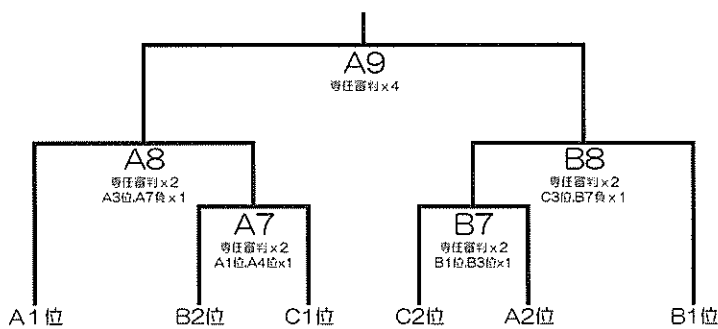 A9
専任審判×4
A8
専任審判×2
A3位,A7負×1
B8
専任審判×2
C3位,B7負×1
A7
専任審判×2
A1位,A4位×1
B7
専任審判×2
B1位,B3位×1
A1位
B2位
C1位
C2位
A2位
B1位